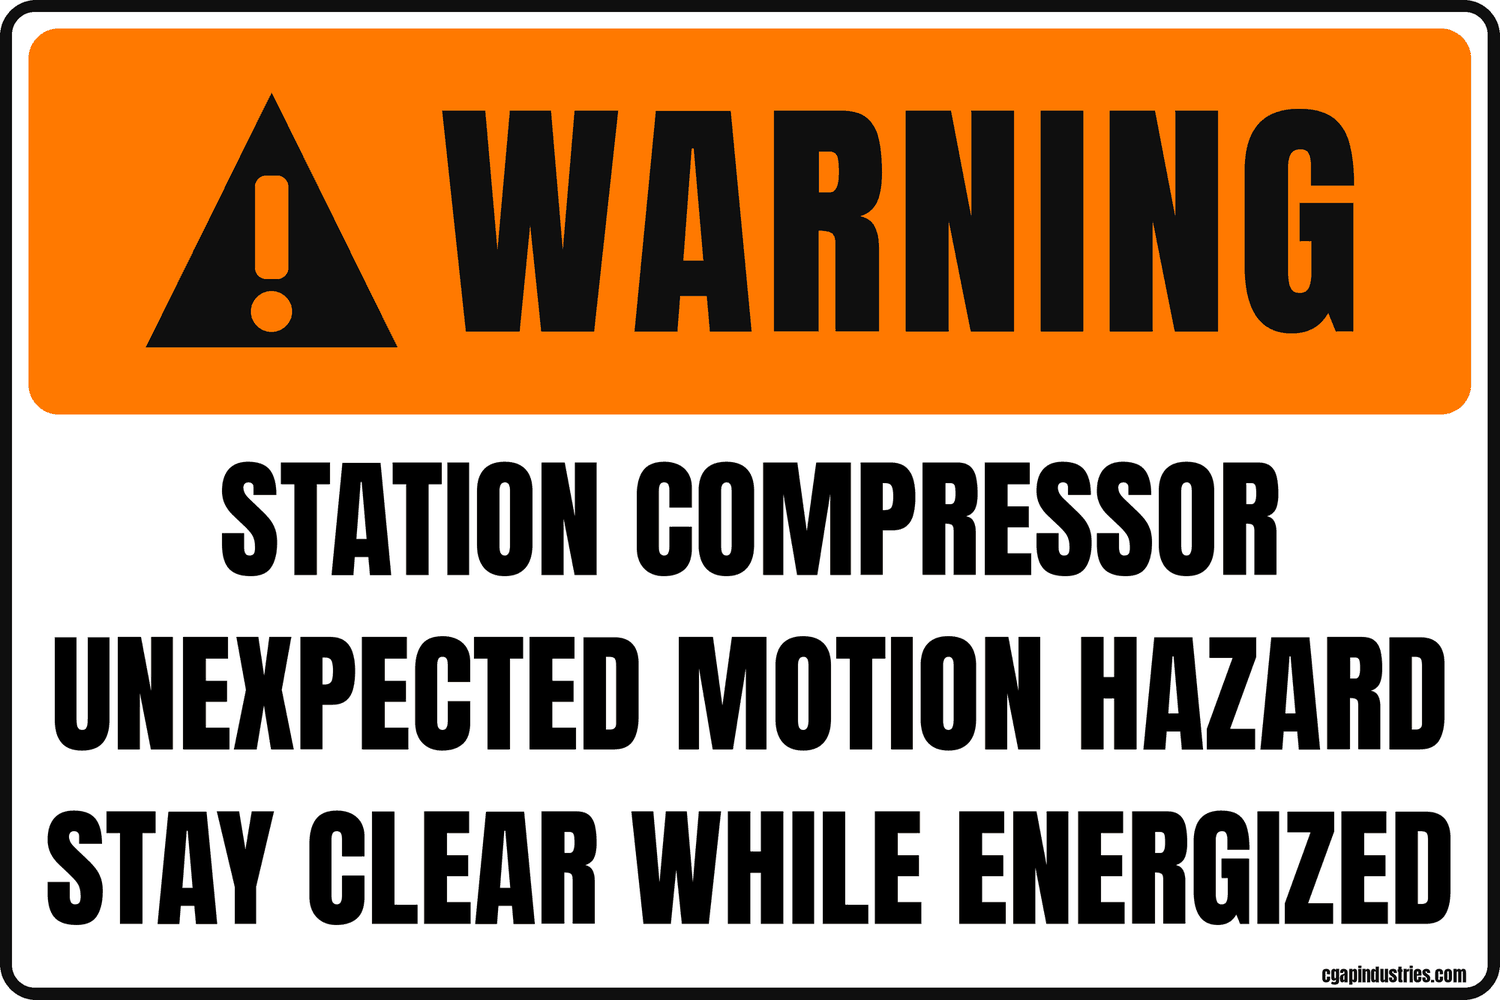 WARNING
STATION COMPRESSOR
UNEXPECTED MOTION HAZARD
STAY CLEAR WHILE ENERGIZED
cgapindustries.com